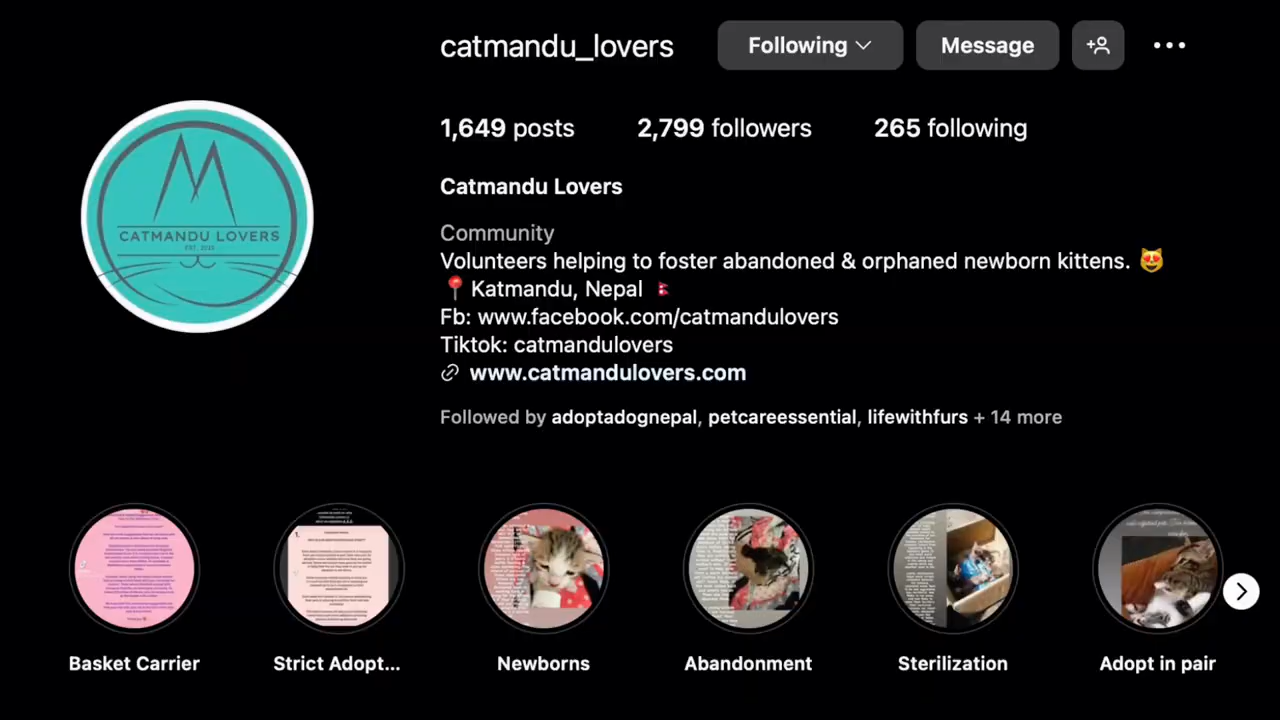 catmandu_lovers
Following
Message
1,649 posts
2,799 followers
265 following
CATMANDU LOVERS
Catmandu Lovers
Community
Volunteers helping to foster abandoned & orphaned newborn kittens. 😻
📍 Katmandu, Nepal 🇳🇵
Fb: www.facebook.com/catmandulovers
Tiktok: catmandulovers
www.catmandulovers.com
Followed by adoptadognepal, petcareessential, lifewithfurs + 14 more
Basket Carrier
Strict Adopt...
Newborns
Abandonment
Sterilization
Adopt in pair